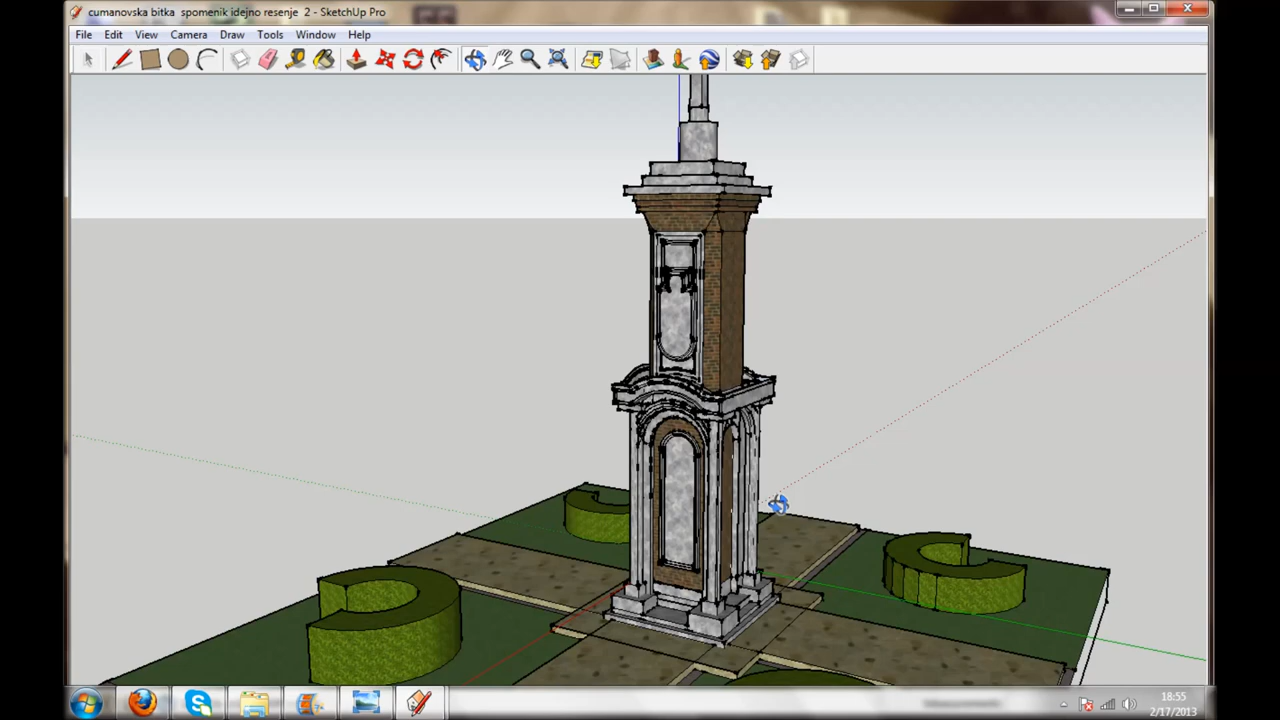 cumanovska bitka spomenik idejno resenje 2 - SketchUp Pro
File Edit View Camera Draw Tools Window Help
18:55
2/17/2013